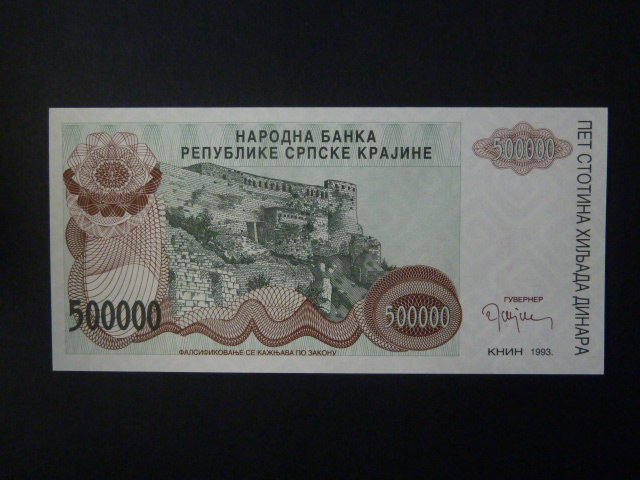 НАРОДНА БАНКА
РЕПУБЛИКЕ СРПСКЕ КРАЈИНЕ
500000
ПЕТ СТОТИНА ХИЉАДА ДИНАРА
500000
500000
ГУВЕРНЕР
КНИН 1993.
ФАЛСИФИКОВАЊЕ СЕ КАЖЊАВА ПО ЗАКОНУ